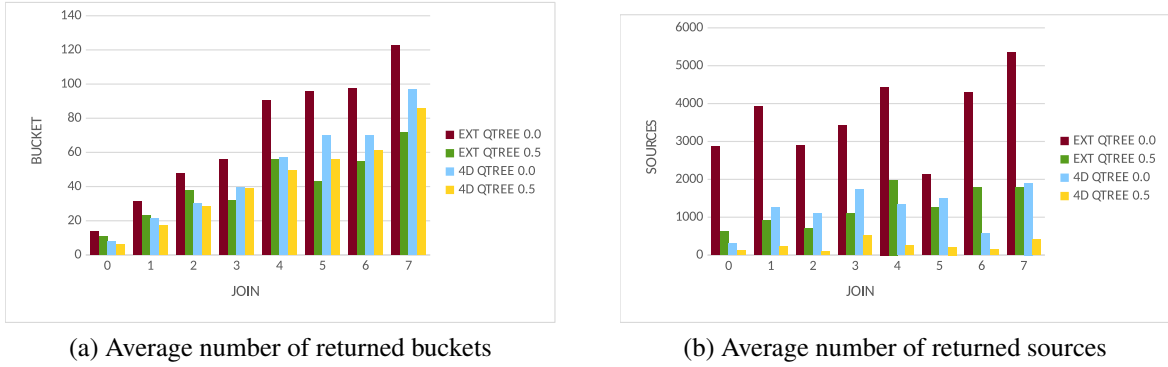 140
120
100
80
60
40
20
0
BUCKET
0 1 2 3 4 5 6 7
JOIN
EXT QTREE 0.0
EXT QTREE 0.5
4D QTREE 0.0
4D QTREE 0.5
(a) Average number of returned buckets
6000
5000
4000
3000
2000
1000
0
SOURCES
0 1 2 3 4 5 6 7
JOIN
EXT QTREE 0.0
EXT QTREE 0.5
4D QTREE 0.0
4D QTREE 0.5
(b) Average number of returned sources